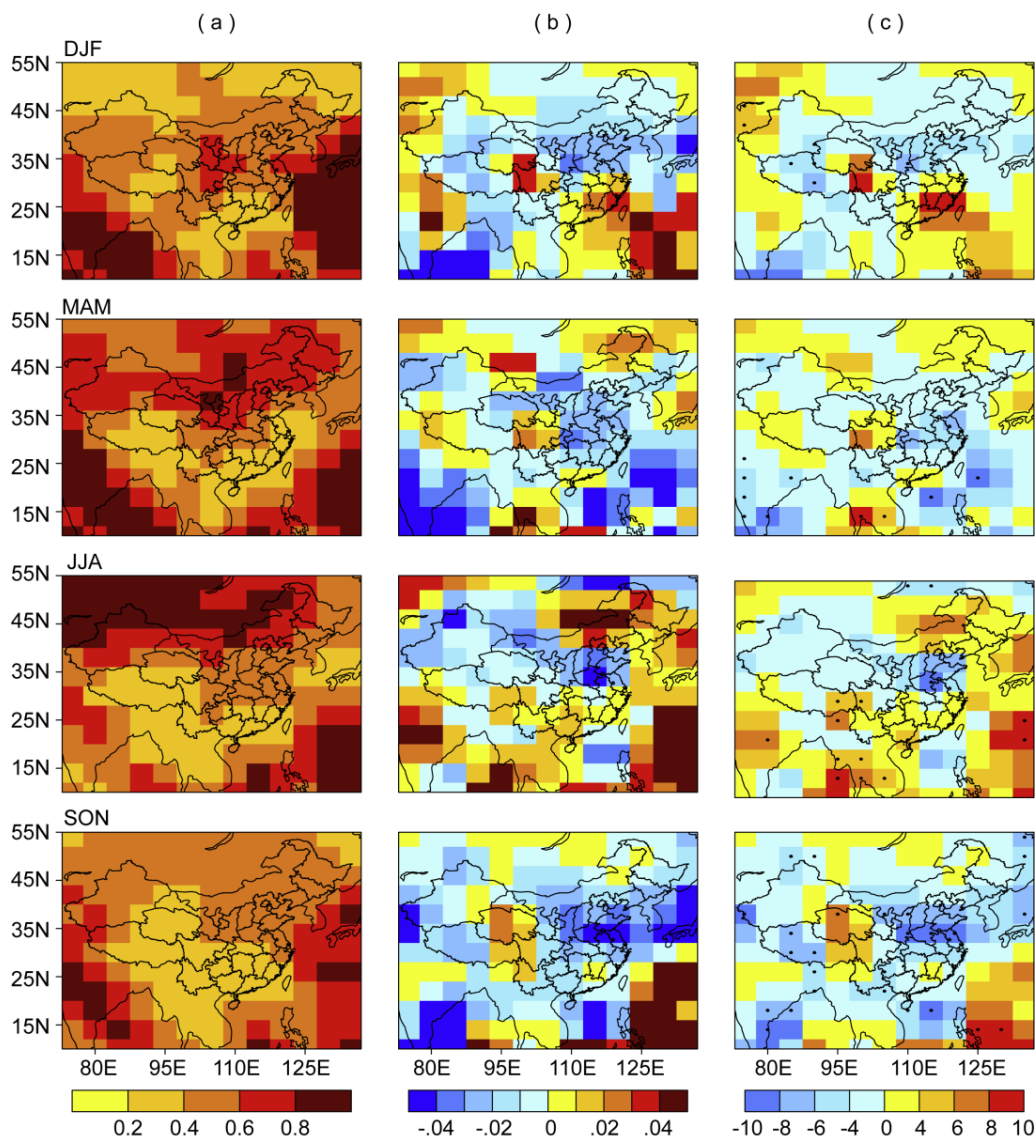 ( a ) ( b ) ( c )
DJF
55N
45N
35N
25N
15N
MAM
55N
45N
35N
25N
15N
JJA
55N
45N
35N
25N
15N
SON
55N
45N
35N
25N
15N
80E 95E 110E 125E 80E 95E 110E 125E 80E 95E 110E 125E
0.2 0.4 0.6 0.8 -.04 -.02 0 .02 .04 -10 -6 -4 0 4 6 8 10